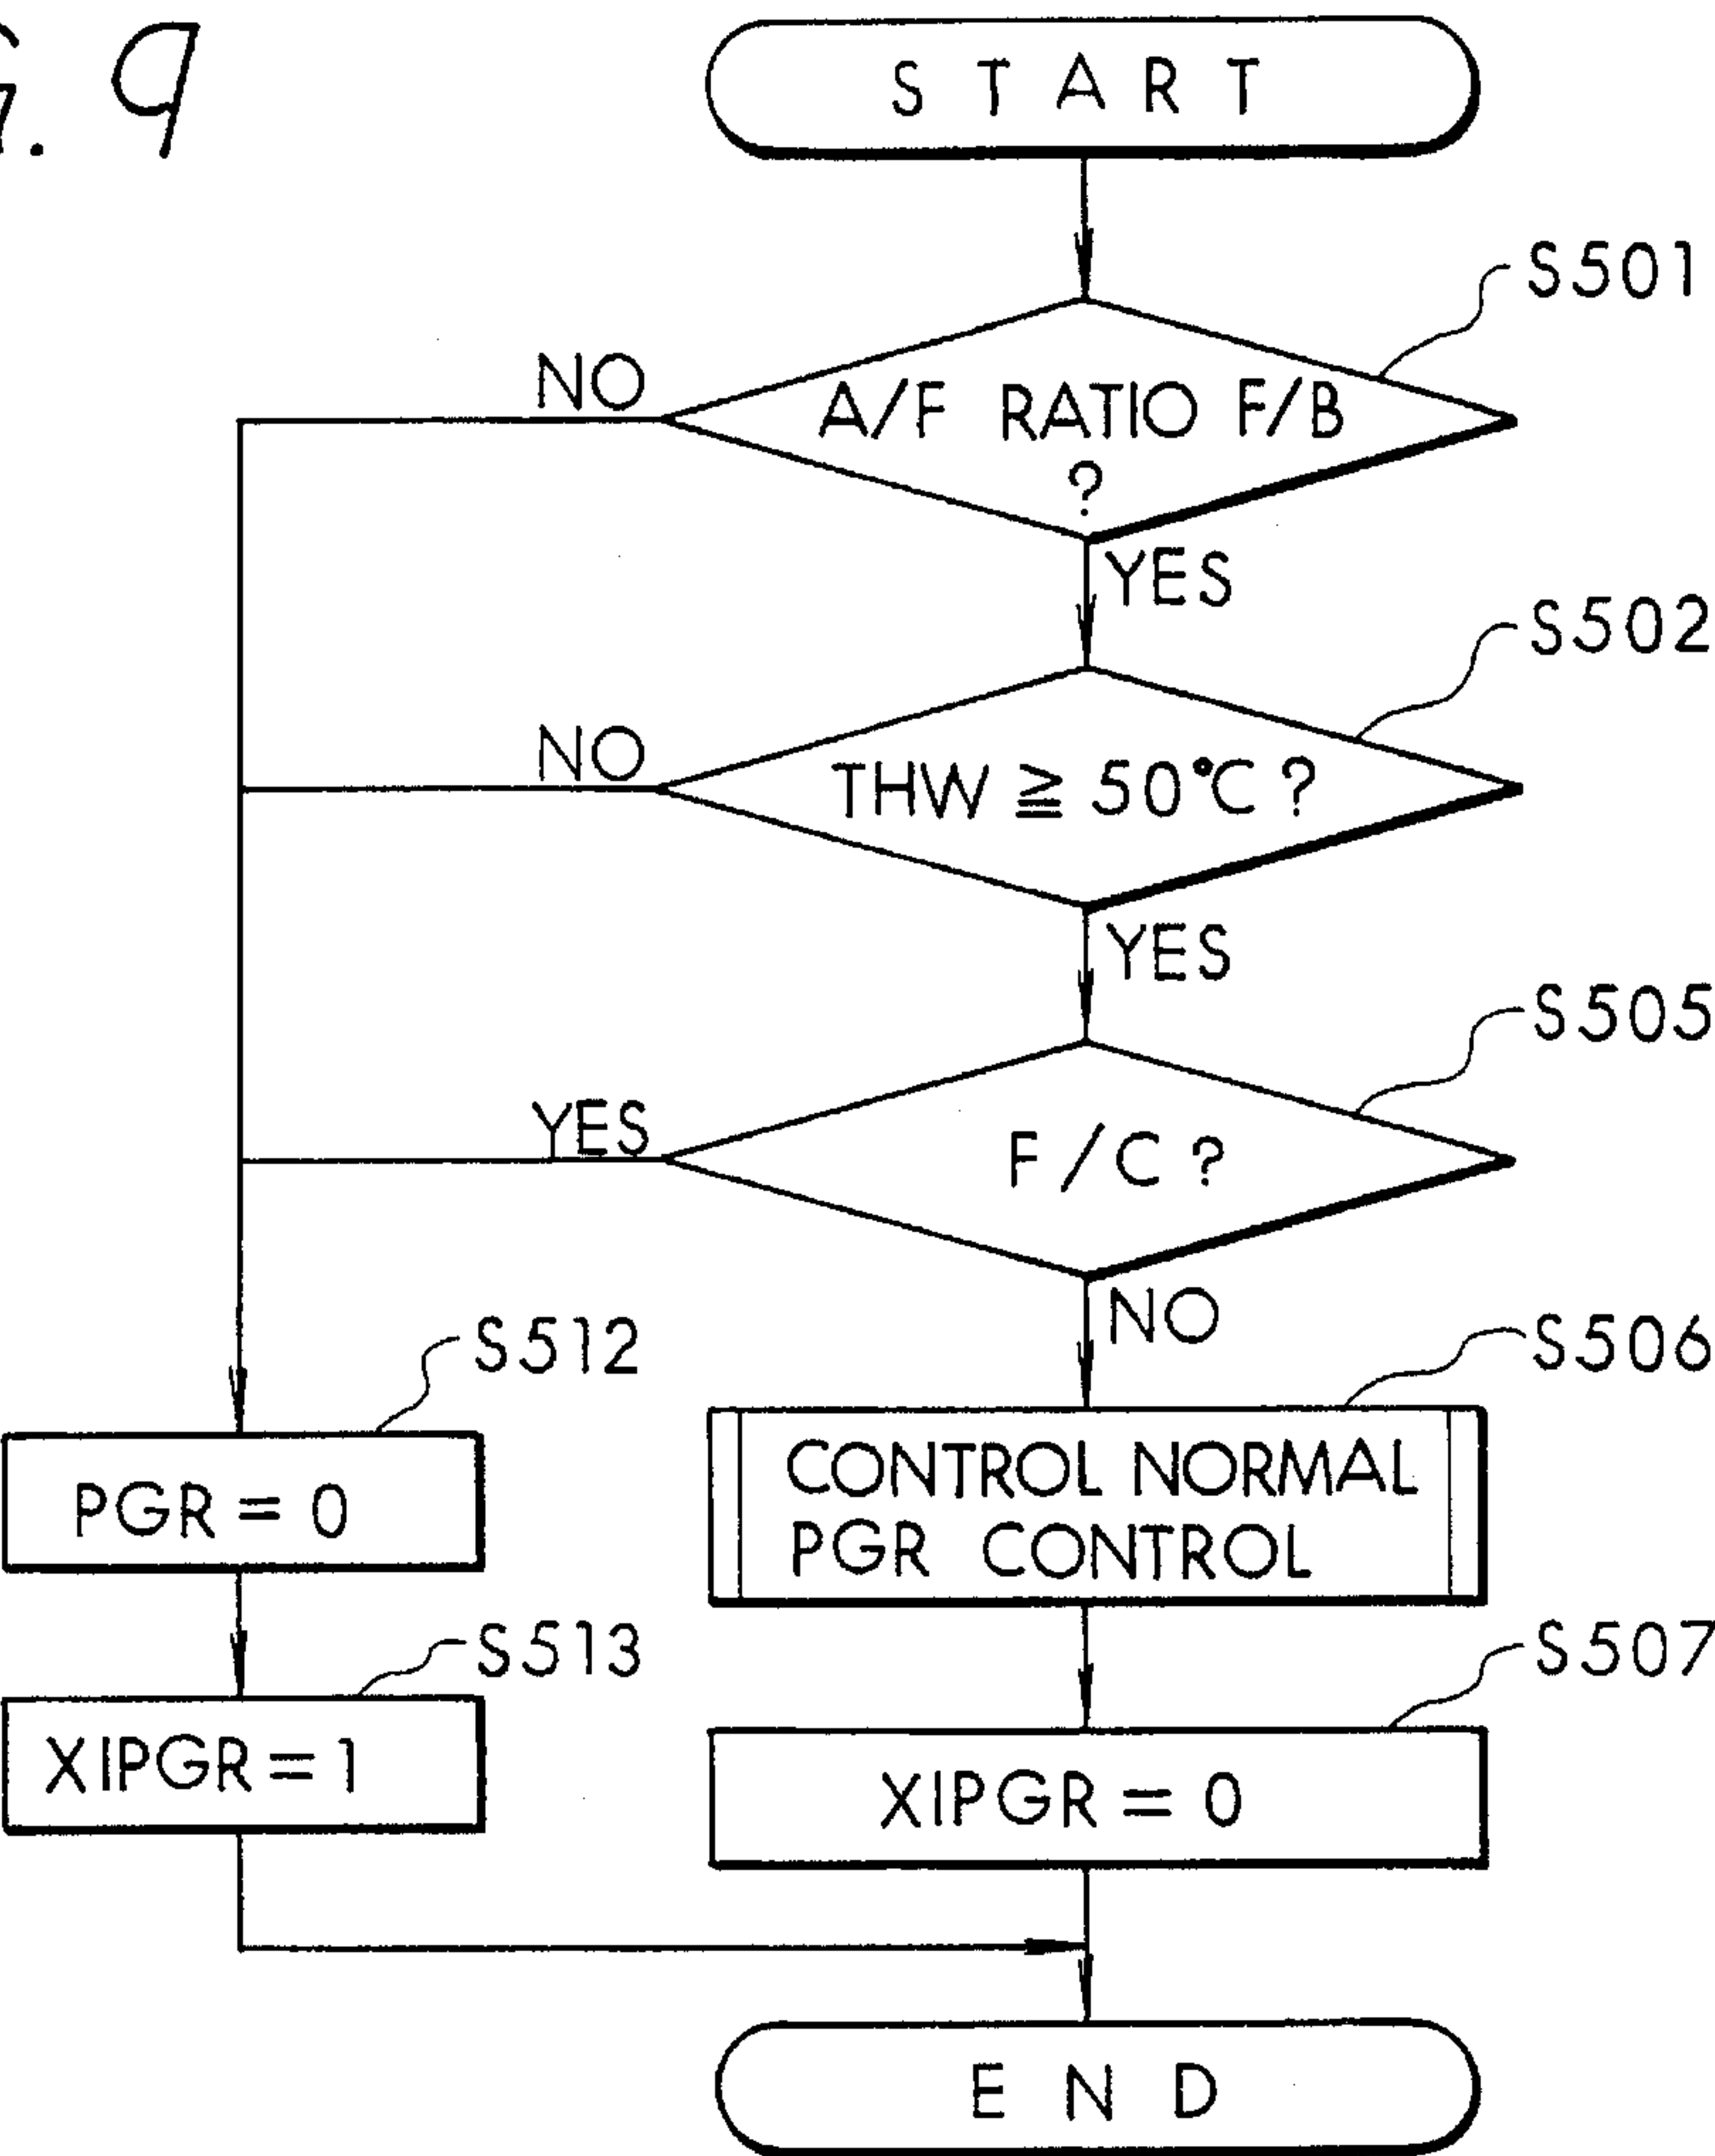 G. 9
START
S501
NO
A/F RATIO F/B
?
YES
S502
NO
THW ≧ 50°C ?
YES
S505
YES
F/C ?
NO
S512
S506
PGR = 0
CONTROL NORMAL
PGR CONTROL
S513
S507
XIPGR = 1
XIPGR = 0
END